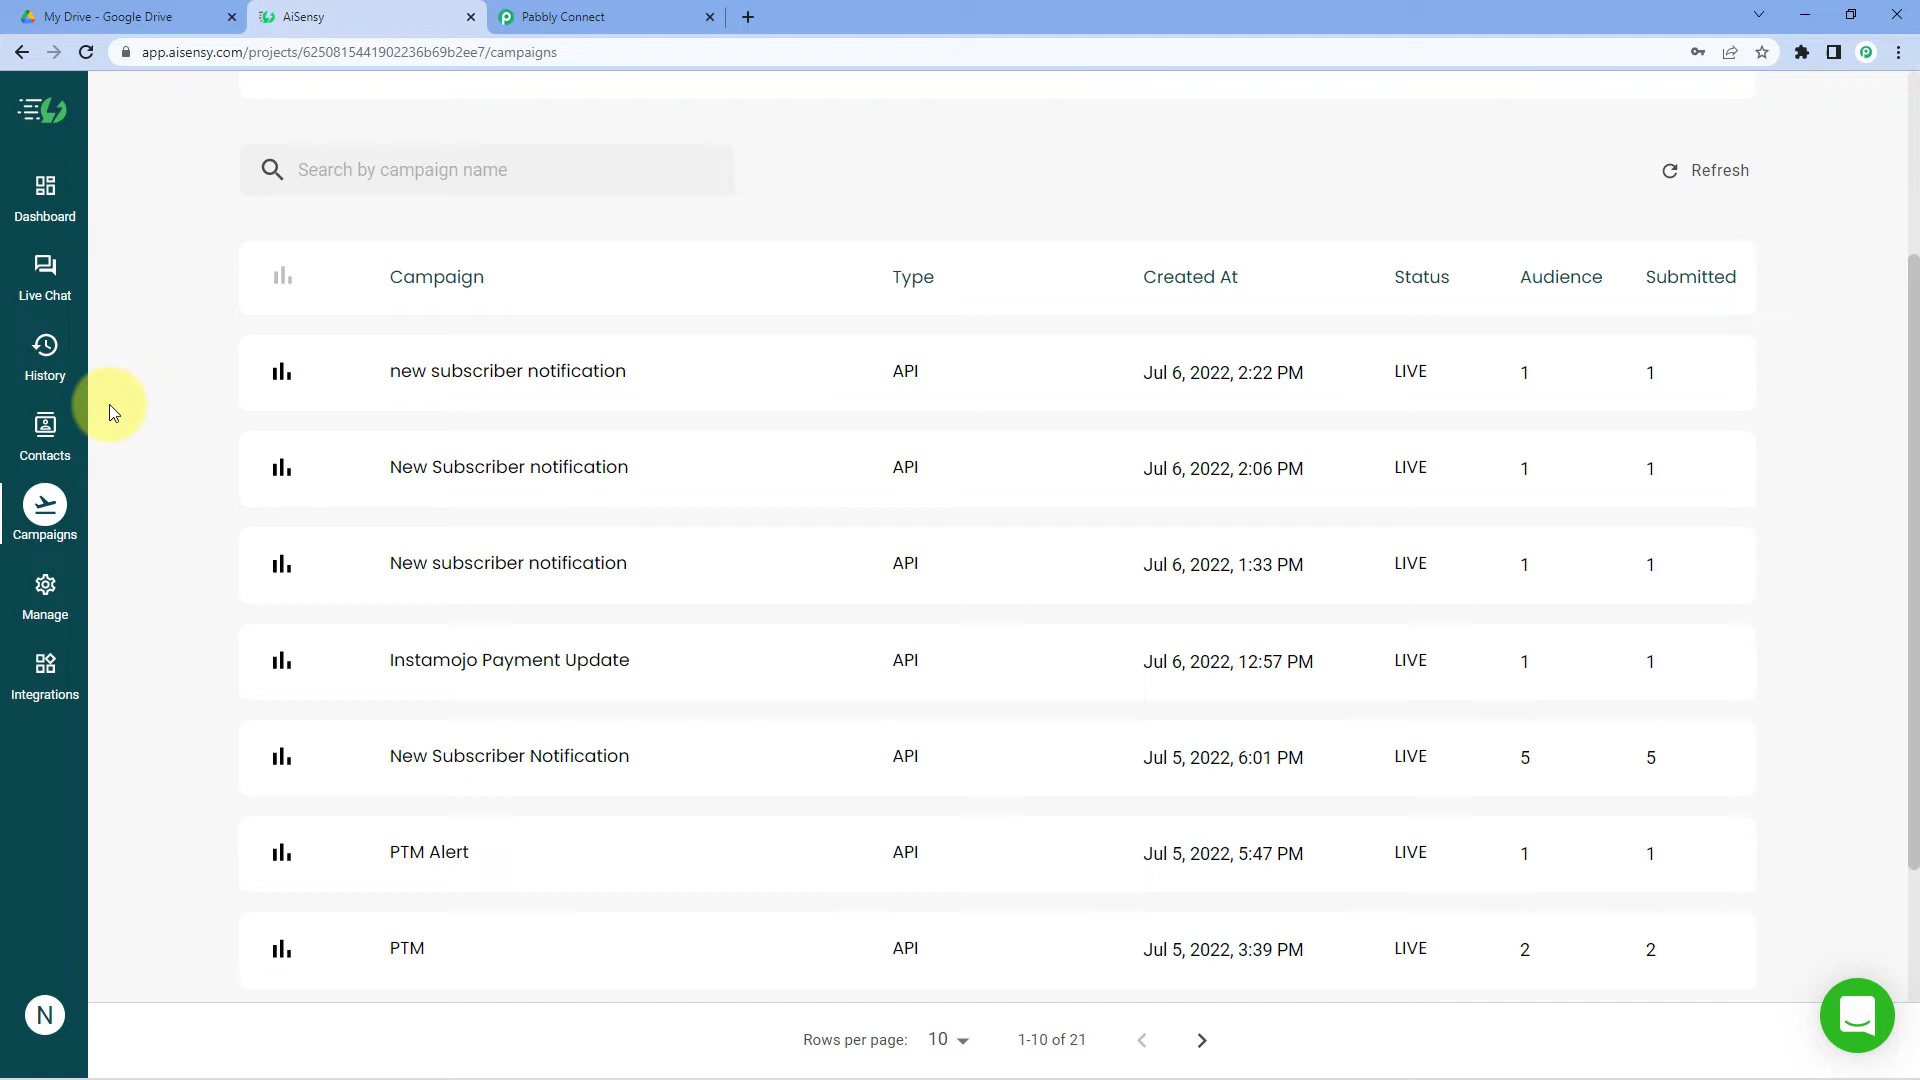 My Drive - Google Drive
AiSensy
Pabbly Connect
app.aisensy.com/projects/6250815441902236b69b2ee7/campaigns
Search by campaign name
Refresh
Dashboard
Live Chat
History
Contacts
Campaigns
Manage
Integrations
N
Campaign Type Created At Status Audience Submitted
new subscriber notification API Jul 6, 2022, 2:22 PM LIVE 1 1
New Subscriber notification API Jul 6, 2022, 2:06 PM LIVE 1 1
New subscriber notification API Jul 6, 2022, 1:33 PM LIVE 1 1
Instamojo Payment Update API Jul 6, 2022, 12:57 PM LIVE 1 1
New Subscriber Notification API Jul 5, 2022, 6:01 PM LIVE 5 5
PTM Alert API Jul 5, 2022, 5:47 PM LIVE 1 1
PTM API Jul 5, 2022, 3:39 PM LIVE 2 2
Rows per page: 10 1-10 of 21